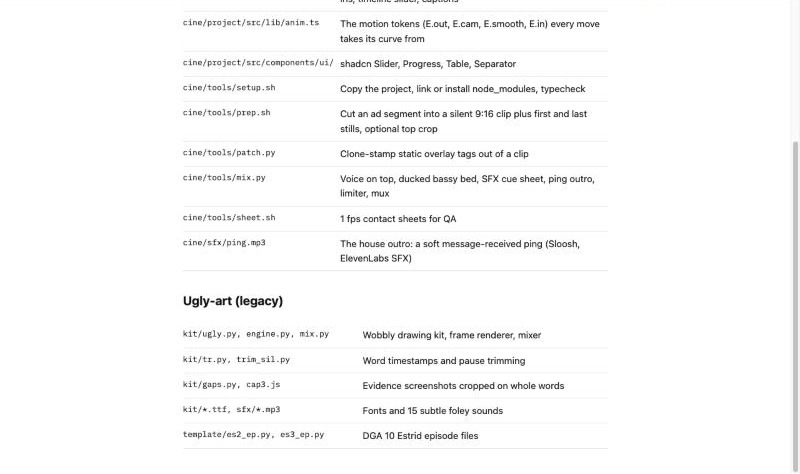 cine/project/src/lib/anim.ts The motion tokens (E.out, E.cam, E.smooth, E.in) every move
takes its curve from
cine/project/src/components/ui/ shadcn Slider, Progress, Table, Separator
cine/tools/setup.sh Copy the project, link or install node_modules, typecheck
cine/tools/prep.sh Cut an ad segment into a silent 9:16 clip plus first and last
stills, optional top crop
cine/tools/patch.py Clone-stamp static overlay tags out of a clip
cine/tools/mix.py Voice on top, ducked bassy bed, SFX cue sheet, ping outro,
limiter, mux
cine/tools/sheet.sh 1 fps contact sheets for QA
cine/sfx/ping.mp3 The house outro: a soft message-received ping (Sloosh,
ElevenLabs SFX)
Ugly-art (legacy)
kit/ugly.py, engine.py, mix.py Wobbly drawing kit, frame renderer, mixer
kit/tr.py, trim_sil.py Word timestamps and pause trimming
kit/gaps.py, cap3.js Evidence screenshots cropped on whole words
kit/*.ttf, sfx/*.mp3 Fonts and 15 subtle foley sounds
template/es2_ep.py, es3_ep.py DGA 10 Estrid episode files